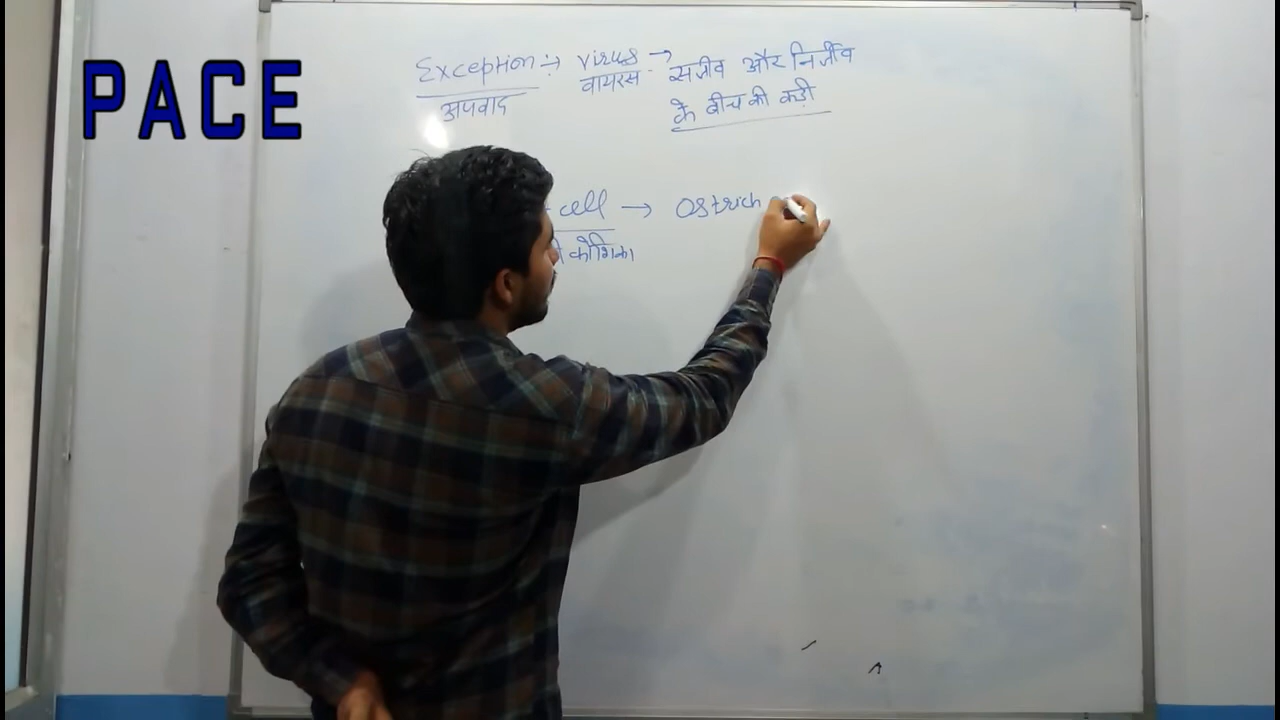 PACE
Exception :- virus →
अपवाद वायरस सजीव और निर्जीव
के बीच की कड़ी
cell → Ostrich
कोशिका